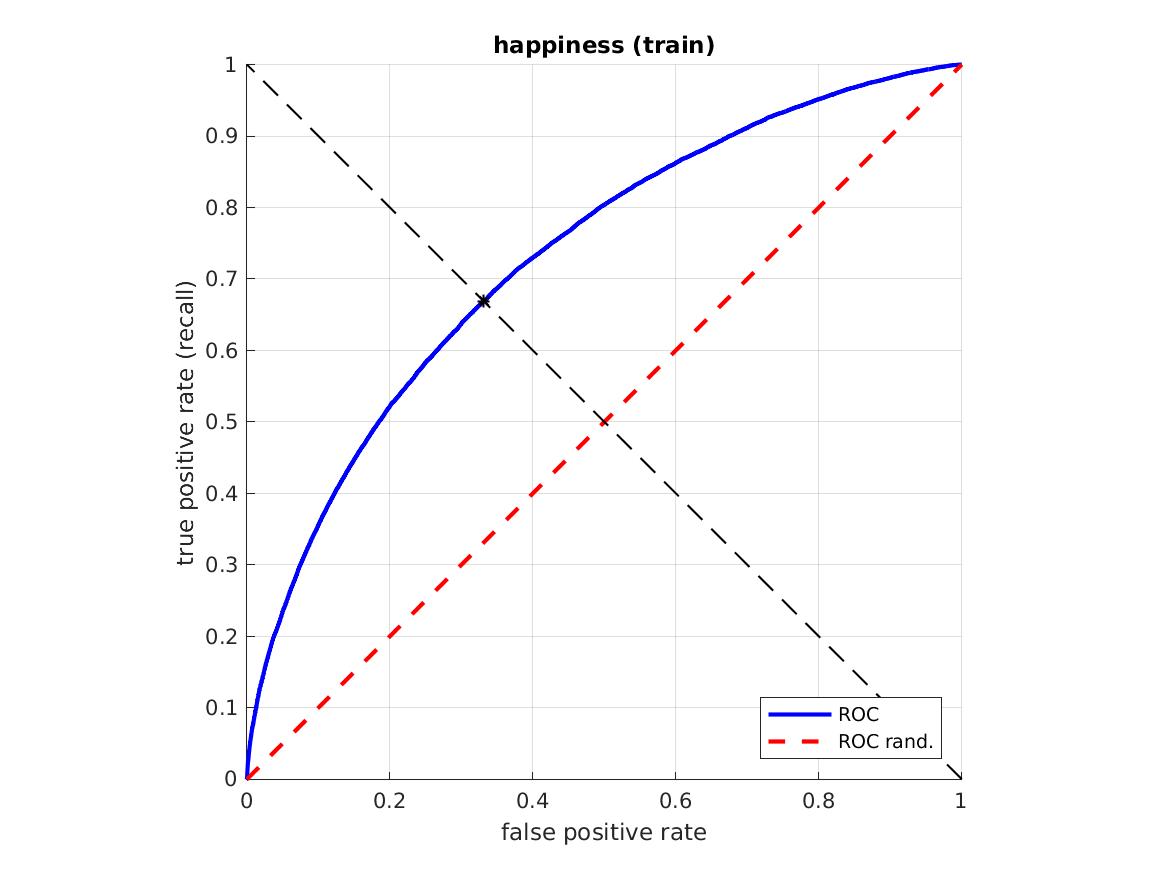 happiness (train)
1
0.9
0.8
0.7
0.6
0.5
0.4
0.3
0.2
0.1
0
true positive rate (recall)
ROC
ROC rand.
0 0.2 0.4 0.6 0.8 1
false positive rate